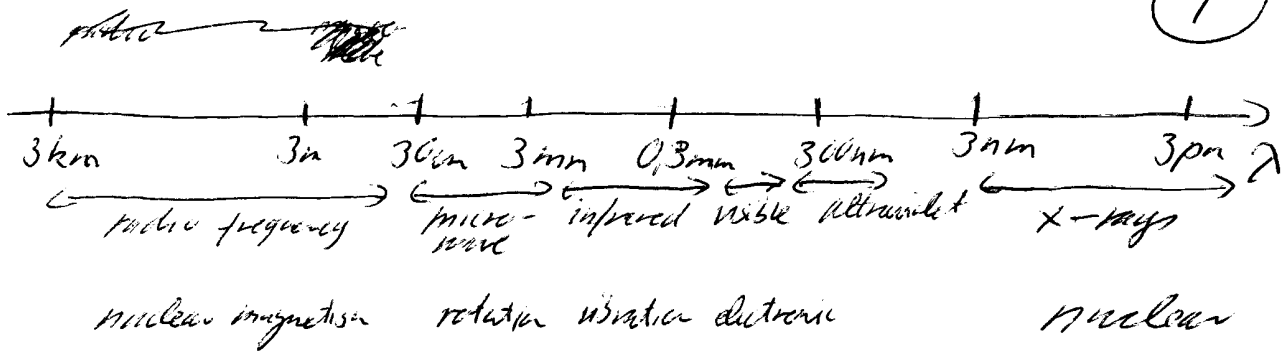 1
3km 3m 30cm 3mm 0,3mm 300nm 3nm 3pm λ
radio frequency micro- infrared visible ultraviolet x-rays
wave
nuclear magnetism rotation vibration electronic nuclear